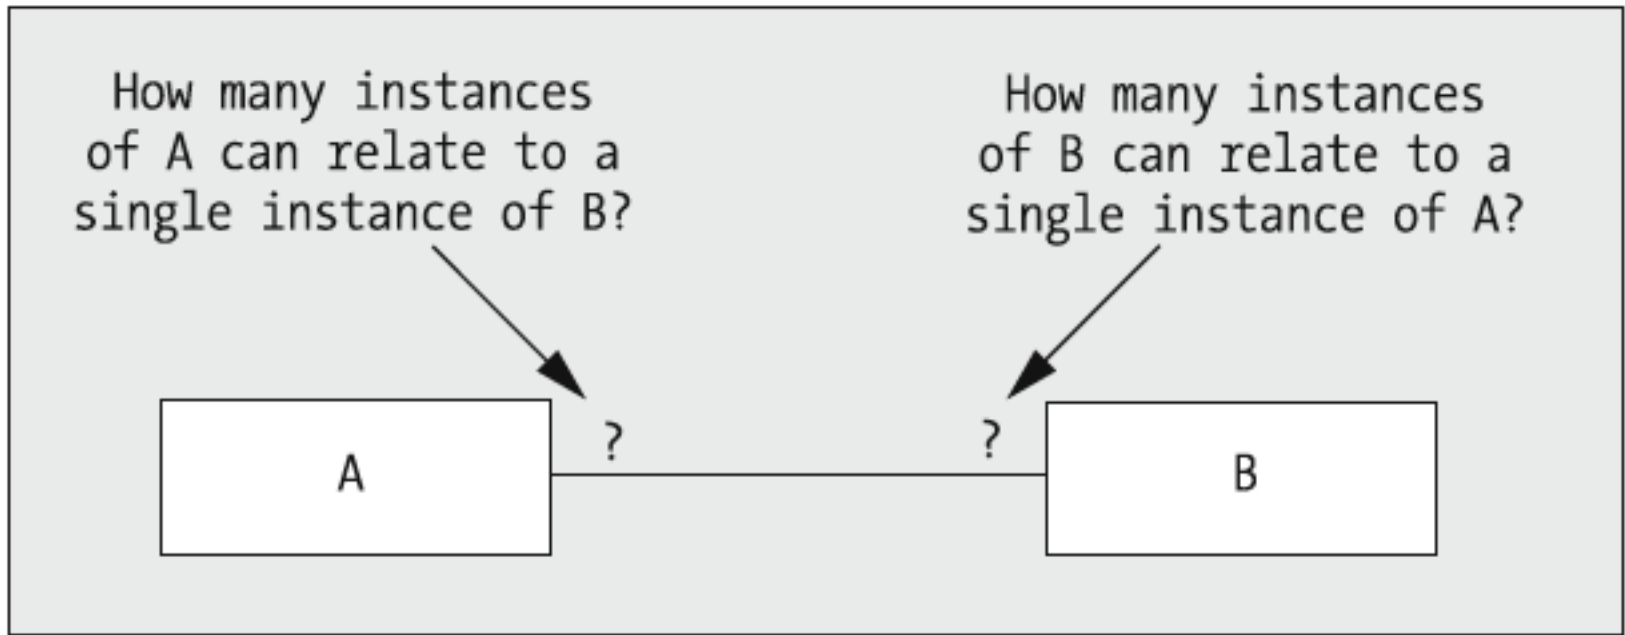 How many instances
of A can relate to a
single instance of B?
How many instances
of B can relate to a
single instance of A?
?
?
A
B